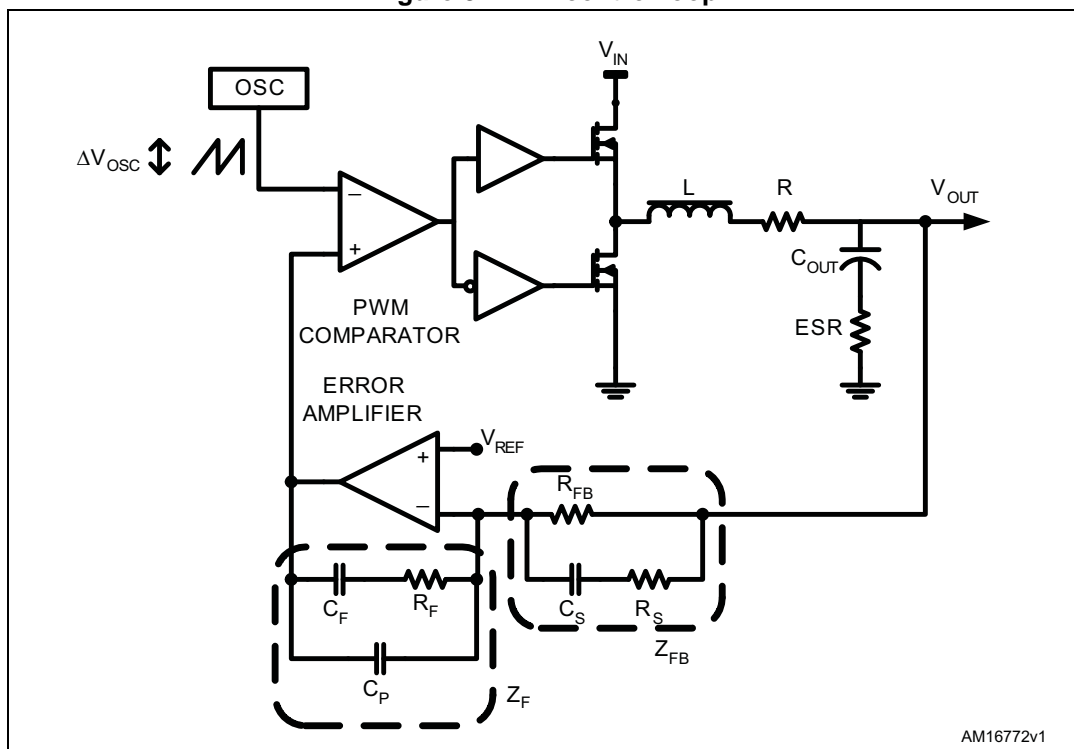 OSC
ΔV_OSC
V_IN
−
+
L
R
V_OUT
C_OUT
ESR
PWM
COMPARATOR
ERROR
AMPLIFIER
V_REF
+
−
R_FB
C_S
R_S
Z_FB
C_F
R_F
C_P
Z_F
AM16772v1